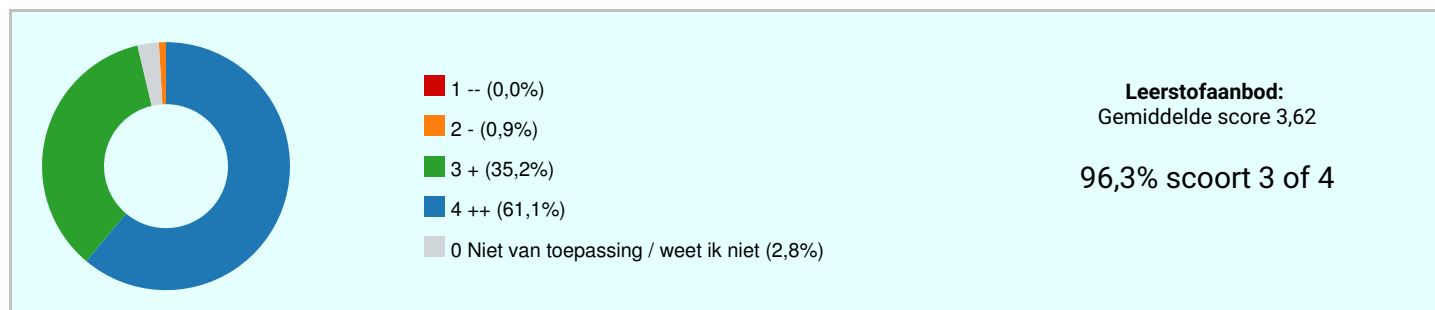 1 -- (0,0%)
2 - (0,9%)
3 + (35,2%)
4 ++ (61,1%)
0 Niet van toepassing / weet ik niet (2,8%)
Leerstofaanbod:
Gemiddelde score 3,62
96,3% scoort 3 of 4